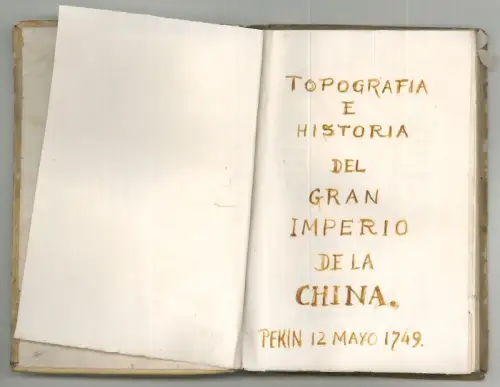 TOPOGRAFIA
E
HISTORIA
DEL
GRAN
IMPERIO
DE LA
CHINA.
PEKIN 12 MAYO 1749.